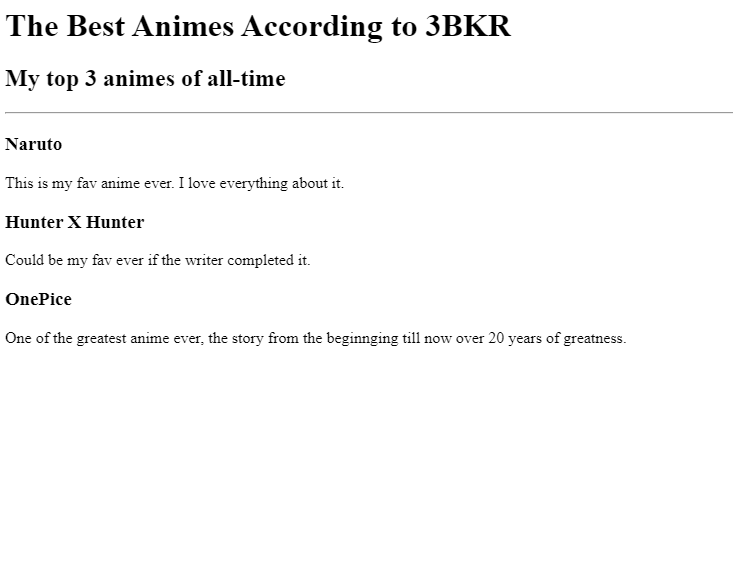 The Best Animes According to 3BKR
My top 3 animes of all-time
Naruto
This is my fav anime ever. I love everything about it.
Hunter X Hunter
Could be my fav ever if the writer completed it.
OnePice
One of the greatest anime ever, the story from the beginnging till now over 20 years of greatness.